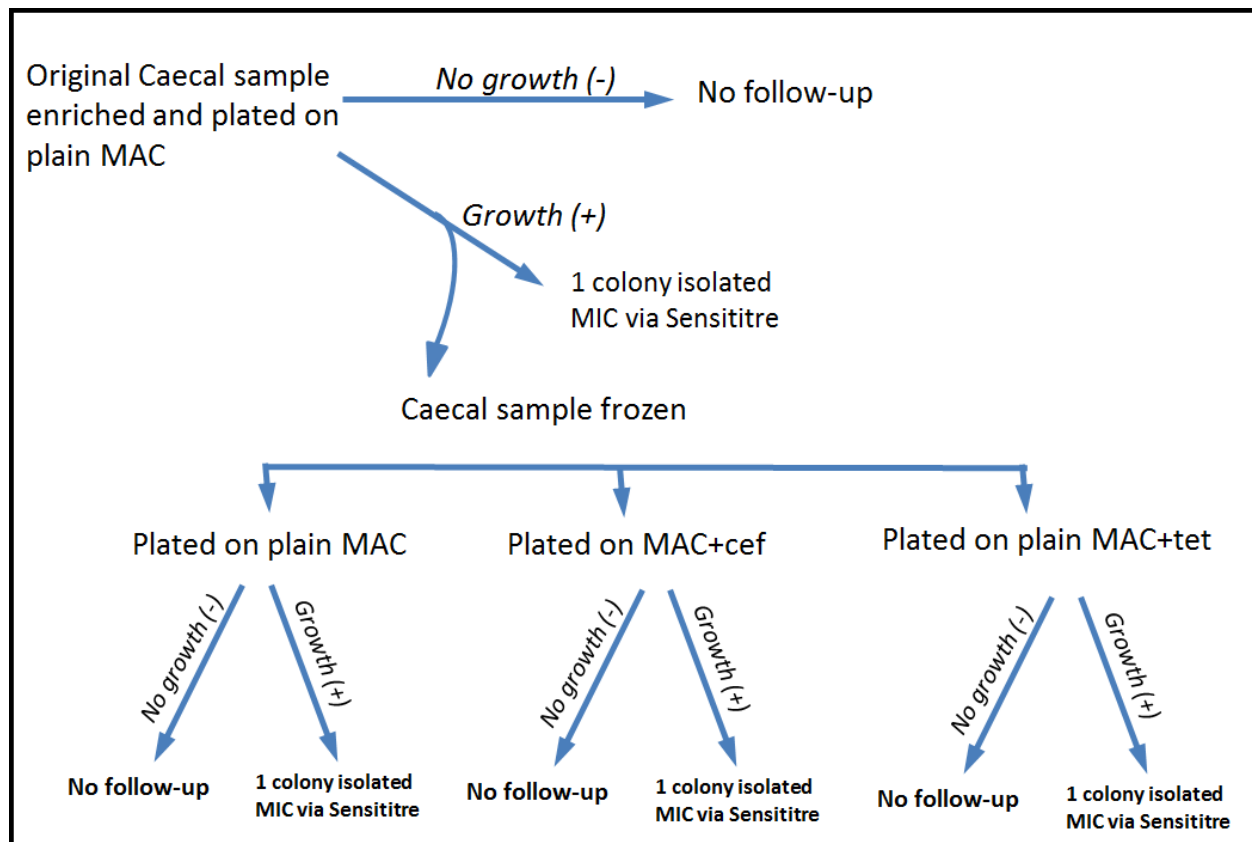 Original Caecal sample
enriched and plated on
plain MAC
No growth (-)
No follow-up
Growth (+)
1 colony isolated
MIC via Sensititre
Caecal sample frozen
Plated on plain MAC
Plated on MAC+cef
Plated on plain MAC+tet
No growth (-)
Growth (+)
No growth (-)
Growth (+)
No growth (-)
Growth (+)
No follow-up
1 colony isolated
MIC via Sensititre
No follow-up
1 colony isolated
MIC via Sensititre
No follow-up
1 colony isolated
MIC via Sensititre